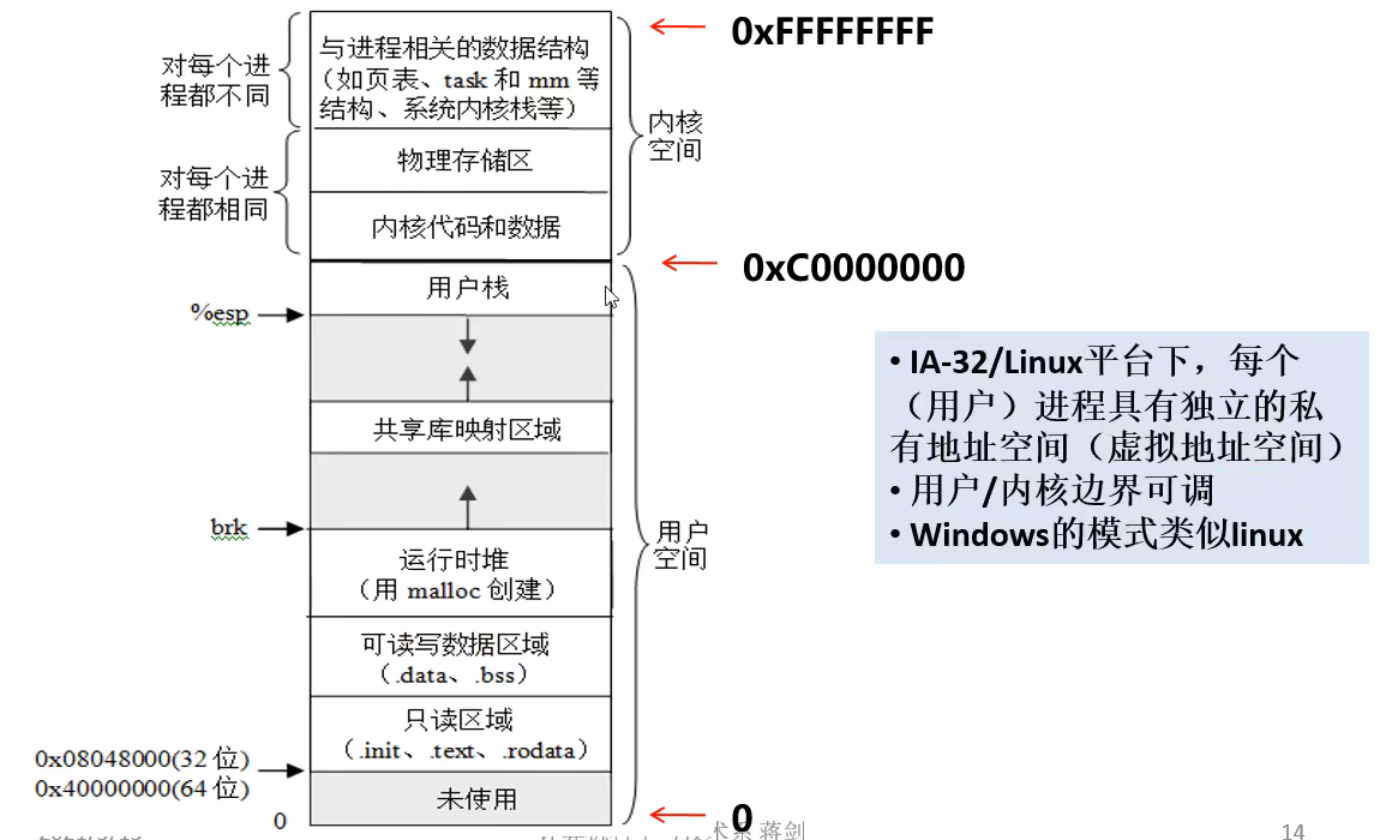 0xFFFFFFFF
对每个进
程都不同
与进程相关的数据结构
（如页表、task 和 mm 等
结构、系统内核栈等）
内核
空间
对每个进
程都相同
物理存储区
内核代码和数据
0xC0000000
用户栈
%esp
共享库映射区域
• IA-32/Linux平台下，每个
（用户）进程具有独立的私
有地址空间（虚拟地址空间）
• 用户/内核边界可调
• Windows的模式类似linux
brk
用户
空间
运行时堆
（用 malloc 创建）
可读写数据区域
（.data、.bss）
只读区域
（.init、.text、.rodata）
0x08048000(32 位)
0x40000000(64 位)
未使用
0
0
技术系 蒋剑
14